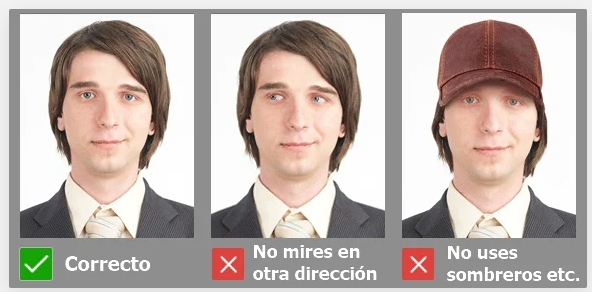 Correcto
No mires en
otra dirección
No uses
sombreros etc.